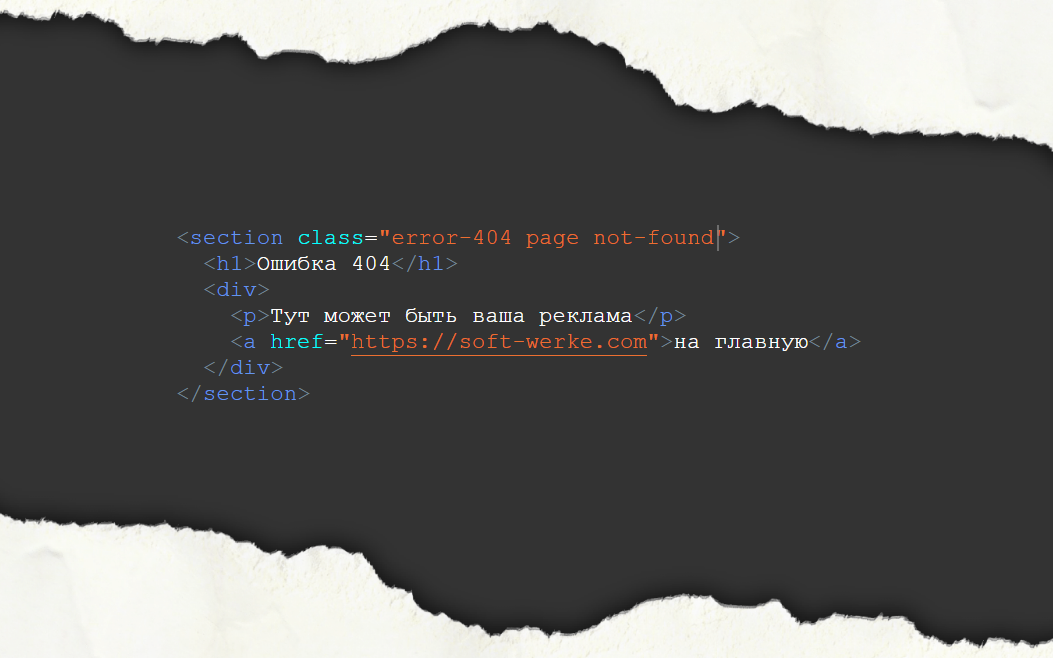 <section class="error-404 page not-found">
<h1>Ошибка 404</h1>
<div>
<p>Тут может быть ваша реклама</p>
<a href="https://soft-werke.com">на главную</a>
</div>
</section>